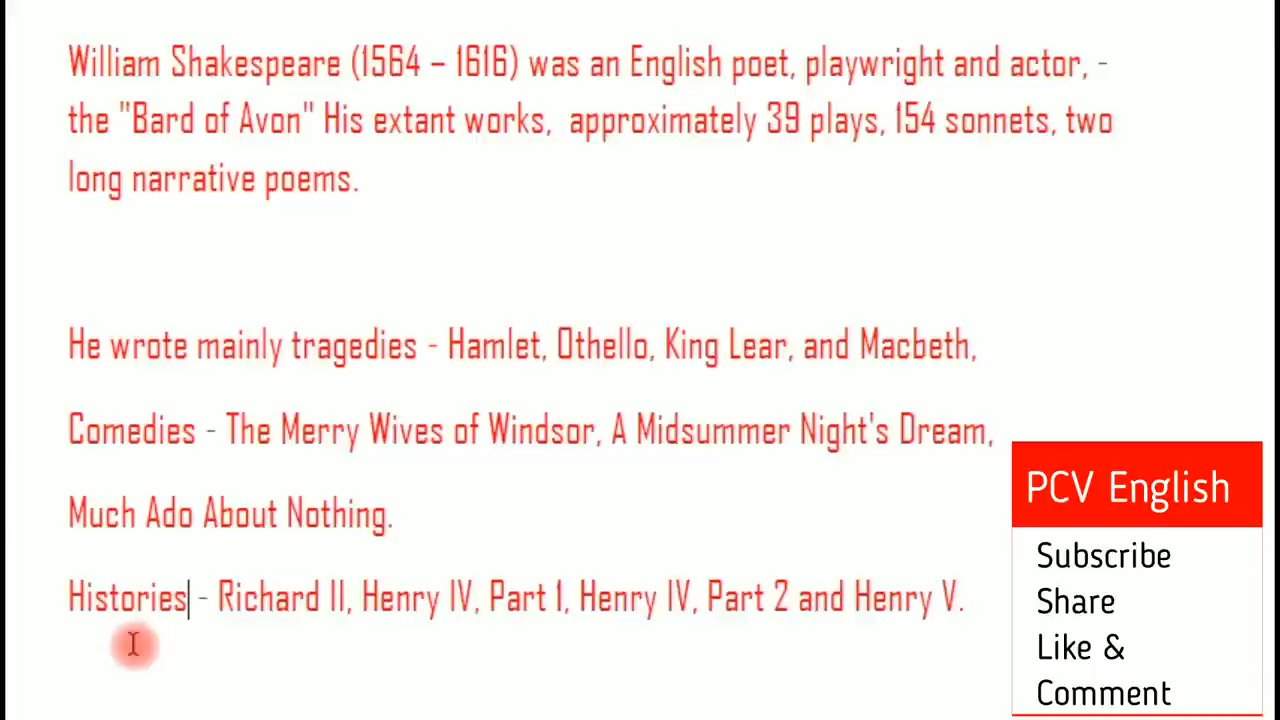 William Shakespeare (1564 – 1616) was an English poet, playwright and actor, -
the "Bard of Avon" His extant works,  approximately 39 plays, 154 sonnets, two
long narrative poems.
He wrote mainly tragedies - Hamlet, Othello, King Lear, and Macbeth,
Comedies - The Merry Wives of Windsor, A Midsummer Night's Dream,
Much Ado About Nothing.
Histories - Richard II, Henry IV, Part 1, Henry IV, Part 2 and Henry V.
PCV English
Subscribe
Share
Like &
Comment